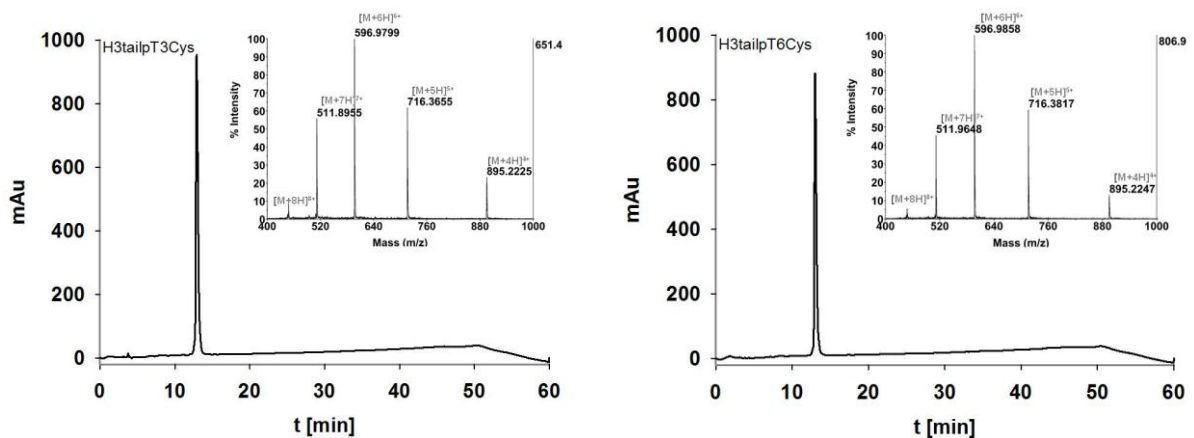 H3tailpT3Cys
1000
800
600
400
200
0
mAu
0 10 20 30 40 50 60
t [min]
% Intensity
100
90
80
70
60
50
40
30
20
10
0
400 520 640 760 880 1000
Mass (m/z)
651.4
[M+6H]⁶⁺
596.9799
[M+7H]⁷⁺
511.8955
[M+5H]⁵⁺
716.3655
[M+4H]⁴⁺
895.2225
[M+8H]⁸⁺
H3tailpT6Cys
1000
800
600
400
200
0
mAu
0 10 20 30 40 50 60
t [min]
% Intensity
100
90
80
70
60
50
40
30
20
10
0
400 520 640 760 880 1000
Mass (m/z)
806.9
[M+6H]⁶⁺
596.9858
[M+7H]⁷⁺
511.9648
[M+5H]⁵⁺
716.3817
[M+4H]⁴⁺
895.2247
[M+8H]⁸⁺